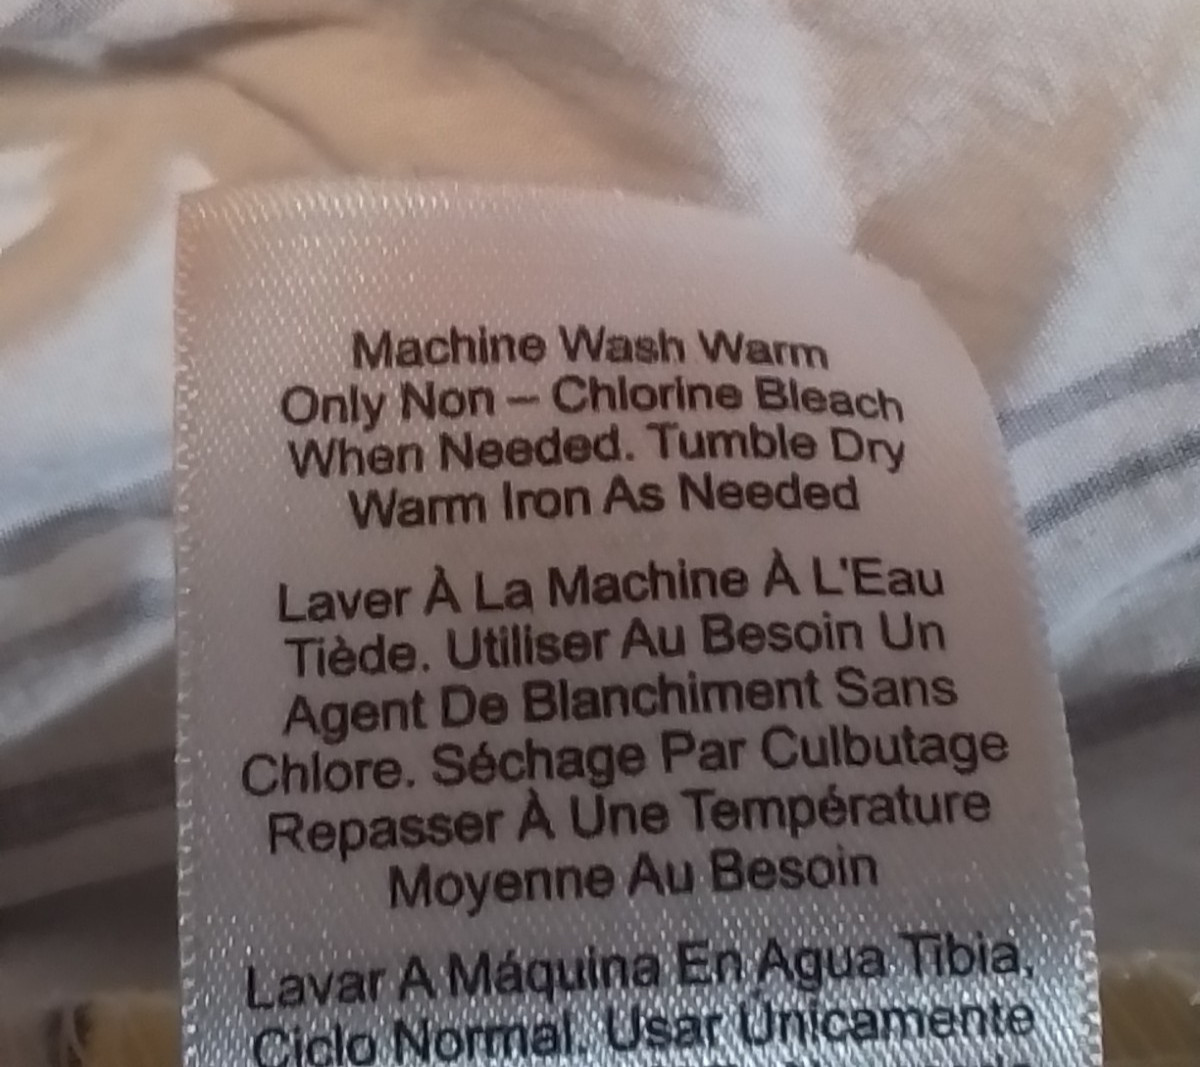 Machine Wash Warm
Only Non – Chlorine Bleach
When Needed. Tumble Dry
Warm Iron As Needed
Laver À La Machine À L'Eau
Tiède. Utiliser Au Besoin Un
Agent De Blanchiment Sans
Chlore. Séchage Par Culbutage
Repasser À Une Température
Moyenne Au Besoin
Lavar A Máquina En Agua Tibia.
Ciclo Normal. Usar Únicamente